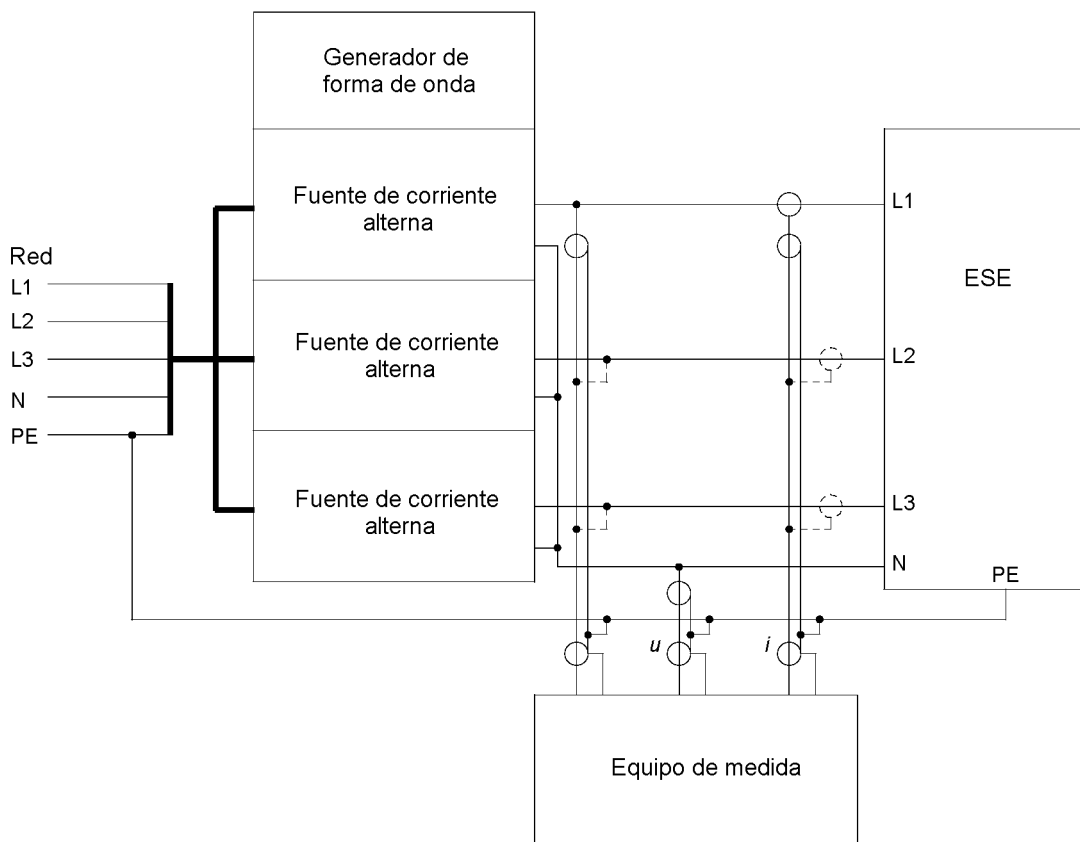 Generador de
forma de onda
Fuente de corriente
alterna
L1
Red
L1
ESE
L2
L3
N
PE
Fuente de corriente
alterna
L2
Fuente de corriente
alterna
L3
N
PE
u
i
Equipo de medida